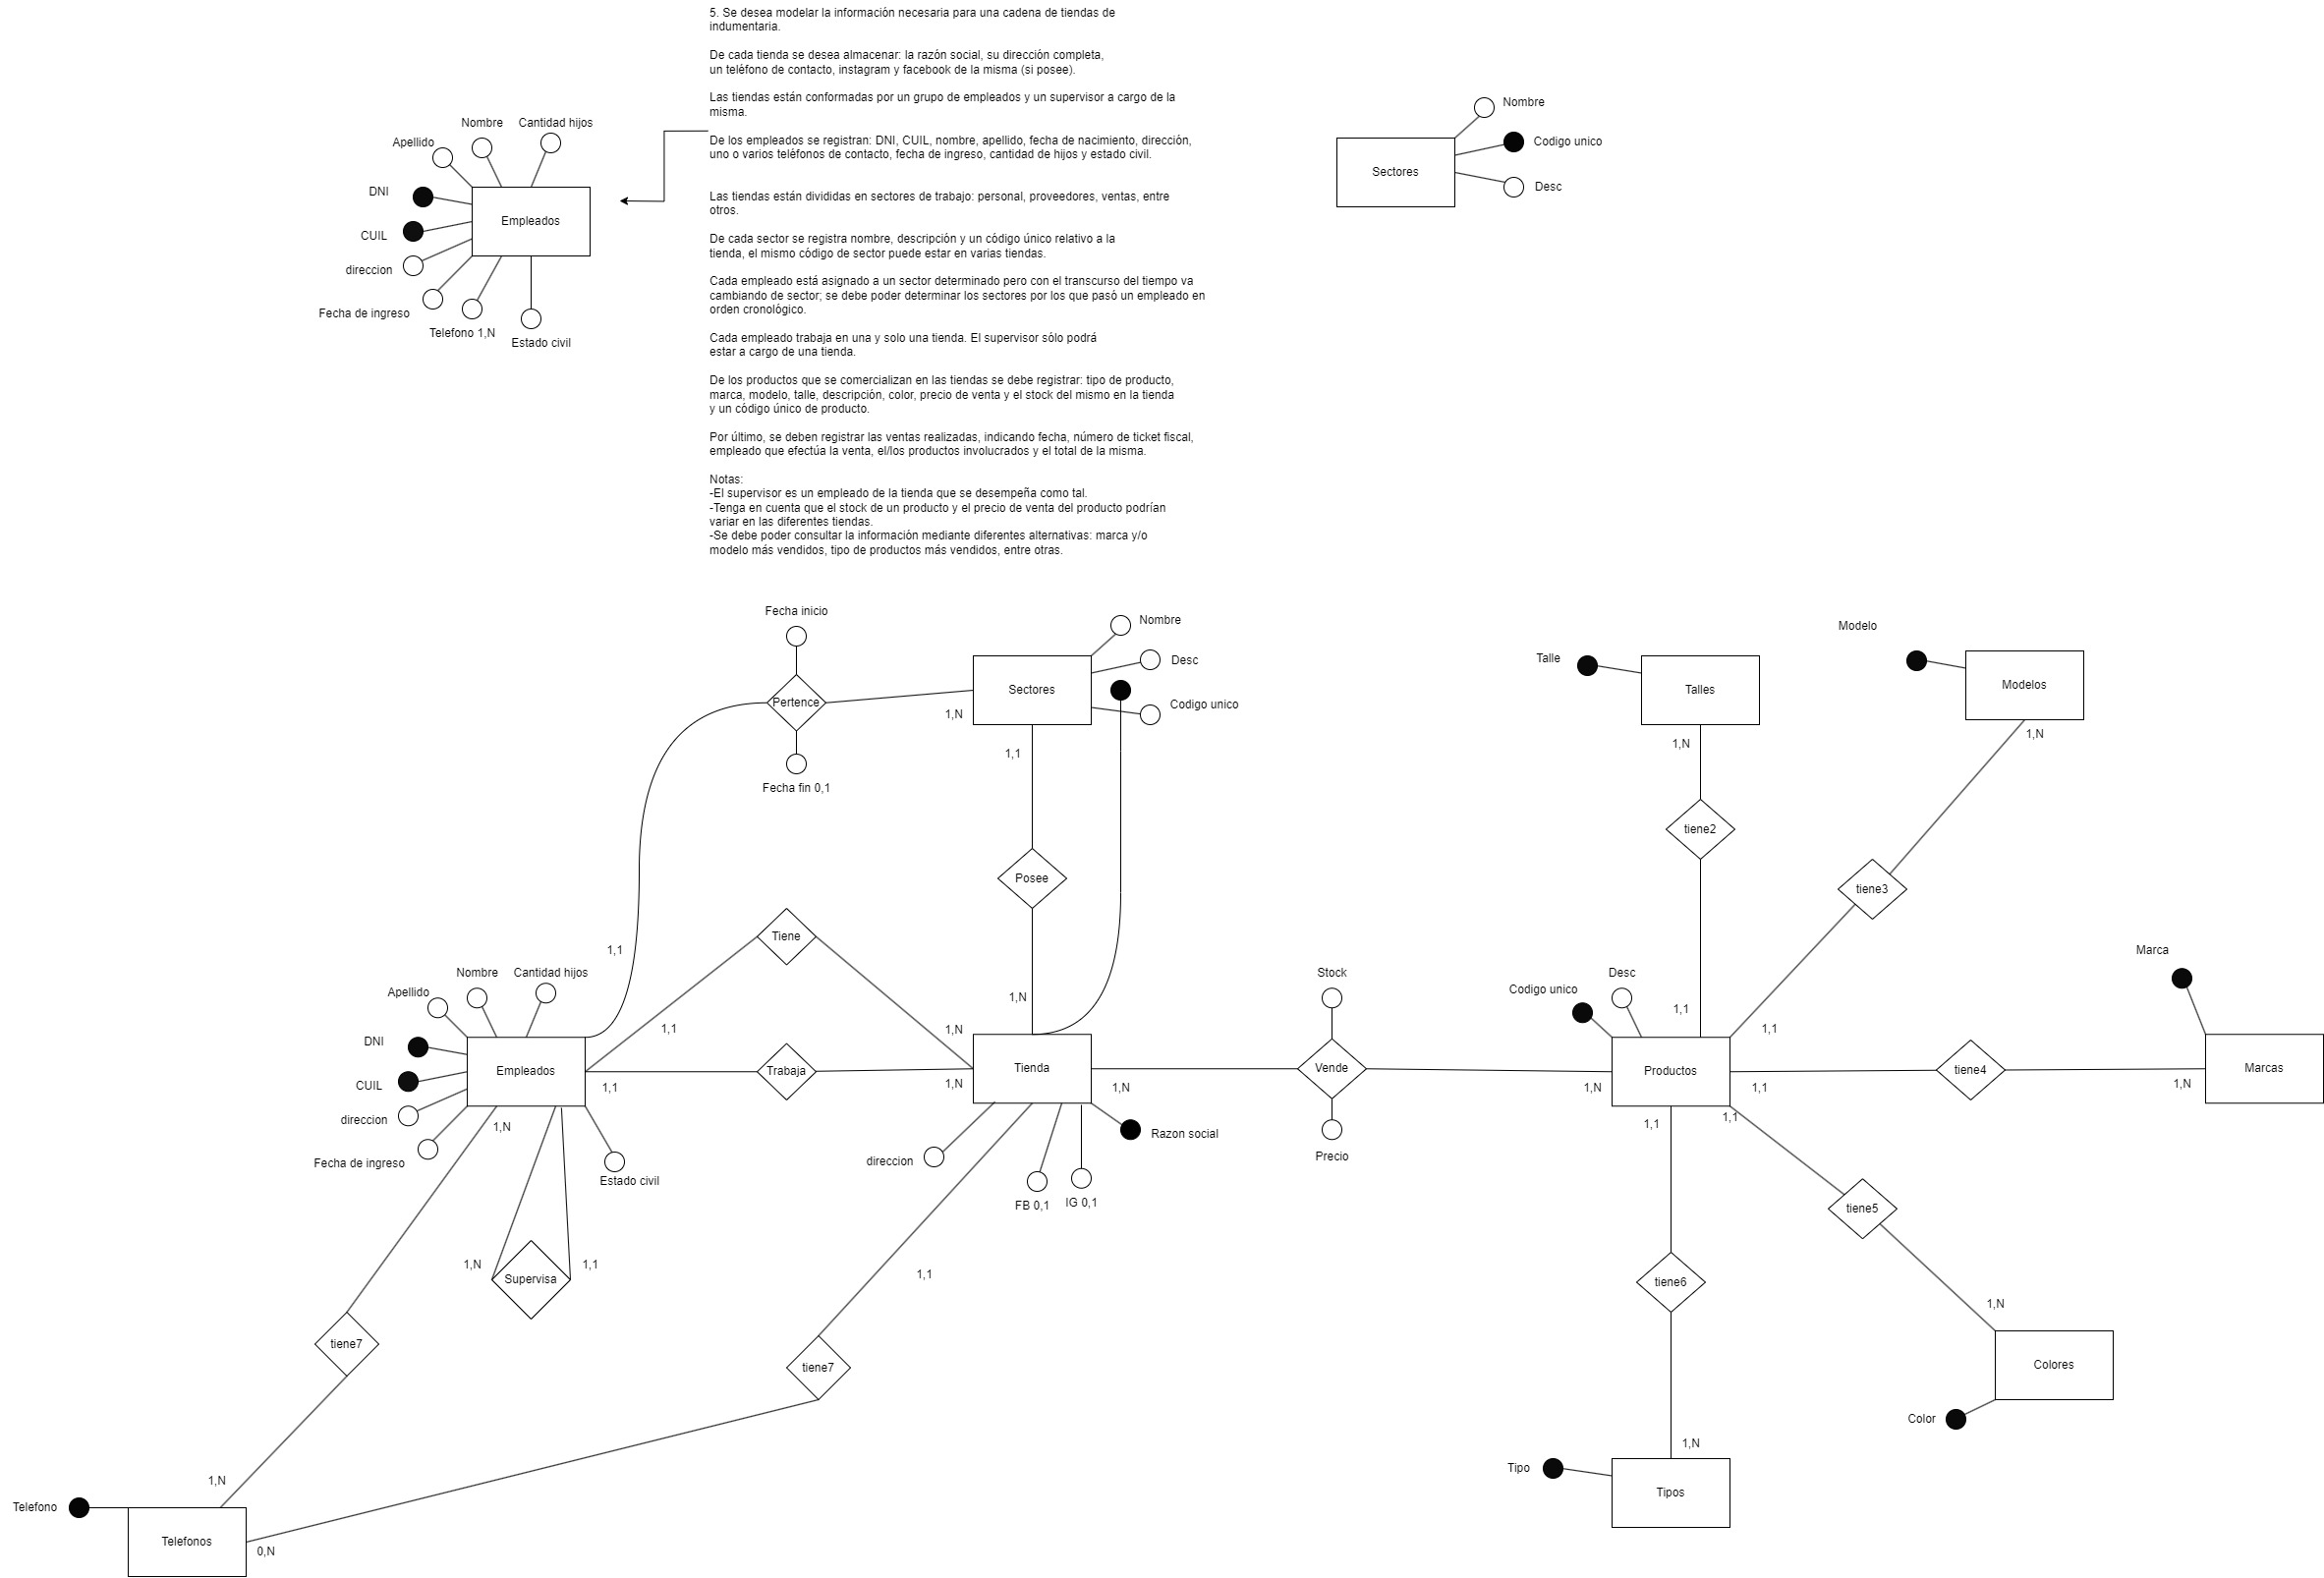 5. Se desea modelar la información necesaria para una cadena de tiendas de
indumentaria.
De cada tienda se desea almacenar: la razón social, su dirección completa,
un teléfono de contacto, instagram y facebook de la misma (si posee).
Las tiendas están conformadas por un grupo de empleados y un supervisor a cargo de la
misma.
De los empleados se registran: DNI, CUIL, nombre, apellido, fecha de nacimiento, dirección,
uno o varios teléfonos de contacto, fecha de ingreso, cantidad de hijos y estado civil.
Las tiendas están divididas en sectores de trabajo: personal, proveedores, ventas, entre
otros.
De cada sector se registra nombre, descripción y un código único relativo a la
tienda, el mismo código de sector puede estar en varias tiendas.
Cada empleado está asignado a un sector determinado pero con el transcurso del tiempo va
cambiando de sector; se debe poder determinar los sectores por los que pasó un empleado en
orden cronológico.
Cada empleado trabaja en una y solo una tienda. El supervisor sólo podrá
estar a cargo de una tienda.
De los productos que se comercializan en las tiendas se debe registrar: tipo de producto,
marca, modelo, talle, descripción, color, precio de venta y el stock del mismo en la tienda
y un código único de producto.
Por último, se deben registrar las ventas realizadas, indicando fecha, número de ticket fiscal,
empleado que efectúa la venta, el/los productos involucrados y el total de la misma.
Notas:
-El supervisor es un empleado de la tienda que se desempeña como tal.
-Tenga en cuenta que el stock de un producto y el precio de venta del producto podrían
variar en las diferentes tiendas.
-Se debe poder consultar la información mediante diferentes alternativas: marca y/o
modelo más vendidos, tipo de productos más vendidos, entre otras.
Nombre
Cantidad hijos
Apellido
DNI
Empleados
CUIL
direccion
Fecha de ingreso
Telefono 1,N
Estado civil
Nombre
Codigo unico
Sectores
Desc
Fecha inicio
Pertence
Fecha fin 0,1
1,N
1,1
Nombre
Sectores
Desc
Codigo unico
1,1
Posee
1,N
Talle
Talles
1,N
tiene2
1,1
Modelo
Modelos
1,N
tiene3
1,1
Tiene
1,1
1,N
Nombre
Cantidad hijos
Apellido
DNI
Empleados
CUIL
direccion
Fecha de ingreso
Estado civil
1,N
1,1
Trabaja
1,N
Tienda
1,N
Razon social
direccion
FB 0,1
IG 0,1
Stock
Vende
Precio
1,N
Codigo unico
Desc
Productos
1,1
tiene4
1,N
Marca
Marcas
1,1
1,1
tiene5
1,N
Colores
Color
tiene6
1,N
Tipo
Tipos
1,N
Supervisa
1,1
1,1
tiene7
tiene7
1,N
Telefono
Telefonos
0,N